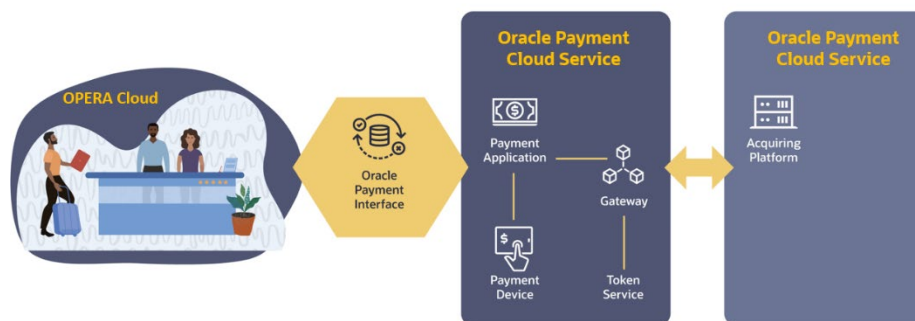 OPERA Cloud
Oracle
Payment
Interface
Oracle Payment
Cloud Service
Payment
Application
Gateway
Payment
Device
Token
Service
Oracle Payment
Cloud Service
Acquiring
Platform